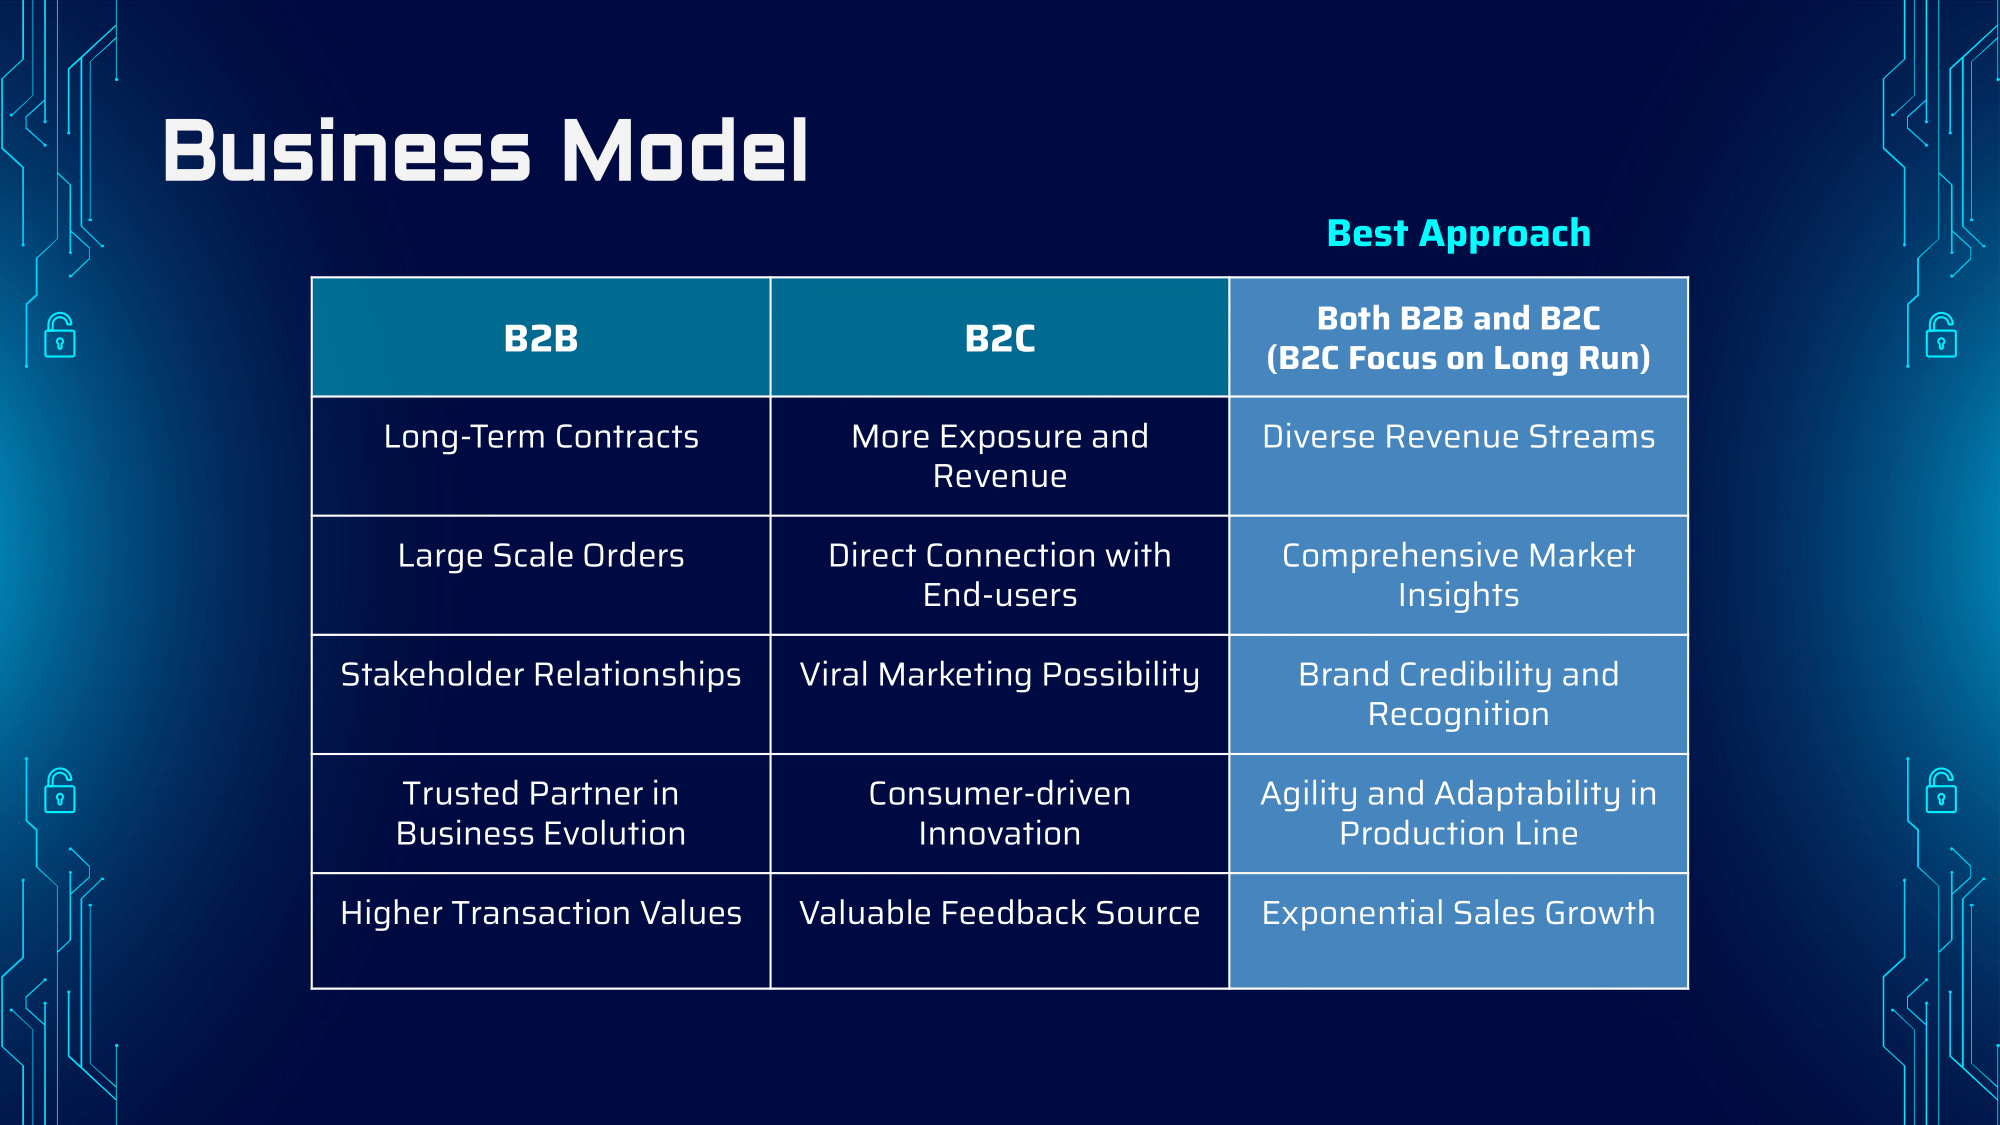 Business Model
Best Approach
B2B
B2C
Both B2B and B2C
(B2C Focus on Long Run)
Long-Term Contracts
More Exposure and
Revenue
Diverse Revenue Streams
Large Scale Orders
Direct Connection with
End-users
Comprehensive Market
Insights
Stakeholder Relationships
Viral Marketing Possibility
Brand Credibility and
Recognition
Trusted Partner in
Business Evolution
Consumer-driven
Innovation
Agility and Adaptability in
Production Line
Higher Transaction Values
Valuable Feedback Source
Exponential Sales Growth